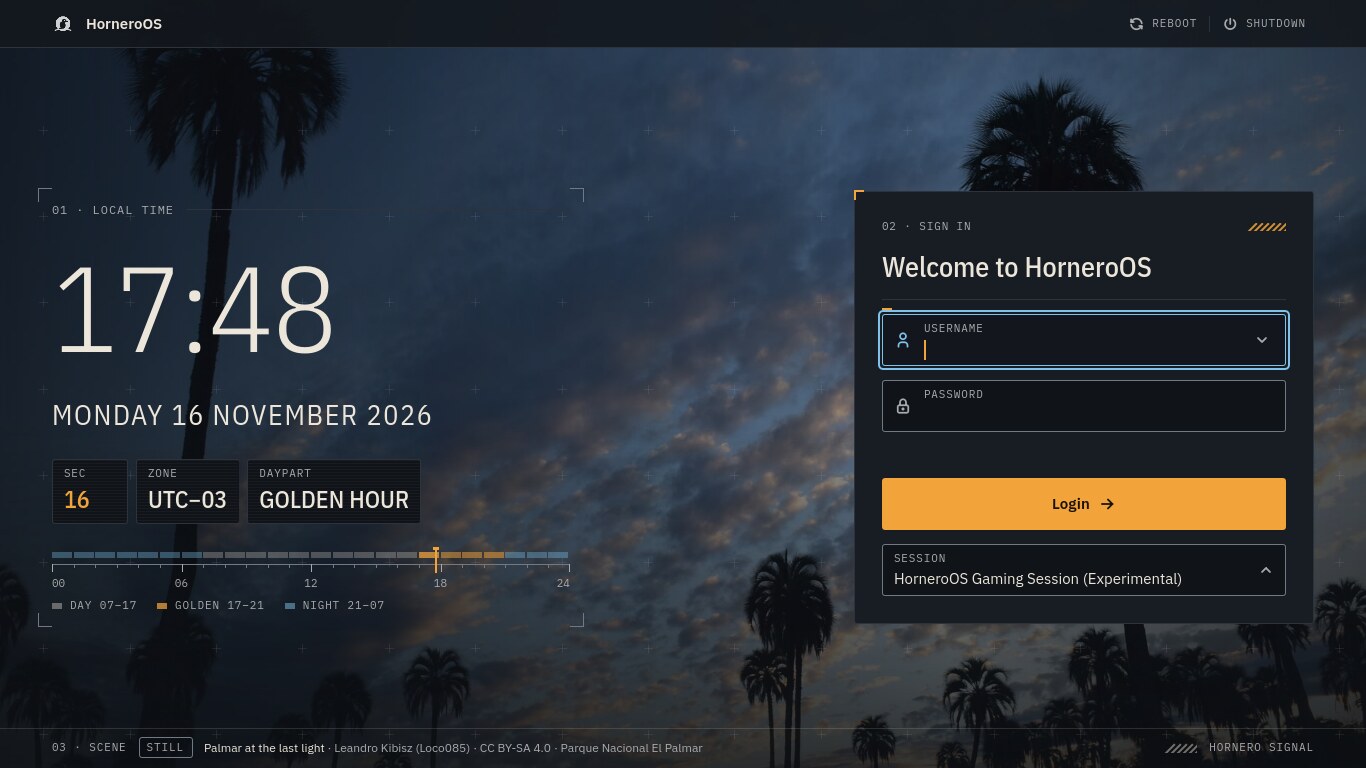 HorneroOS
REBOOT
SHUTDOWN
01 · LOCAL TIME
17:48
MONDAY 16 NOVEMBER 2026
SEC
16
ZONE
UTC−03
DAYPART
GOLDEN HOUR
00 06 12 18 24
DAY 07–17 GOLDEN 17–21 NIGHT 21–07
02 · SIGN IN
Welcome to HorneroOS
USERNAME
PASSWORD
Login →
SESSION
HorneroOS Gaming Session (Experimental)
03 · SCENE STILL Palmar at the last light · Leandro Kibisz (Loco085) · CC BY-SA 4.0 · Parque Nacional El Palmar
HORNERO SIGNAL